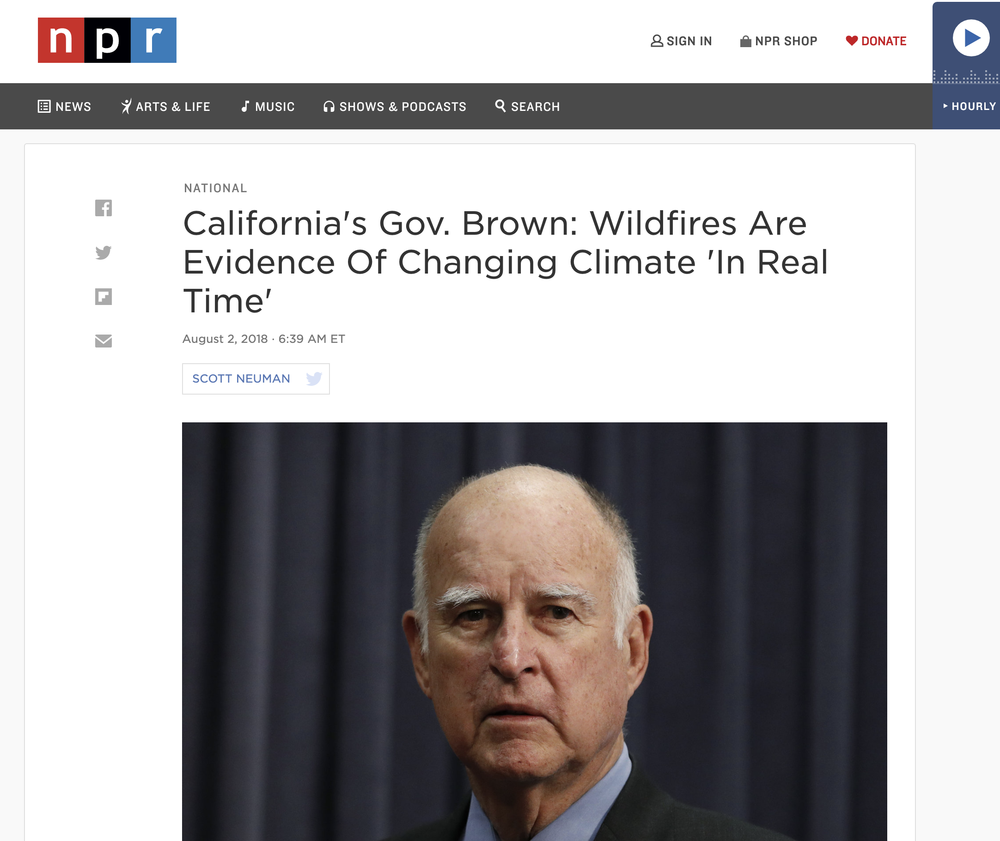 npr
SIGN IN
NPR SHOP
DONATE
NEWS
ARTS & LIFE
MUSIC
SHOWS & PODCASTS
SEARCH
HOURLY
NATIONAL
California's Gov. Brown: Wildfires Are
Evidence Of Changing Climate 'In Real
Time'
August 2, 2018 · 6:39 AM ET
SCOTT NEUMAN